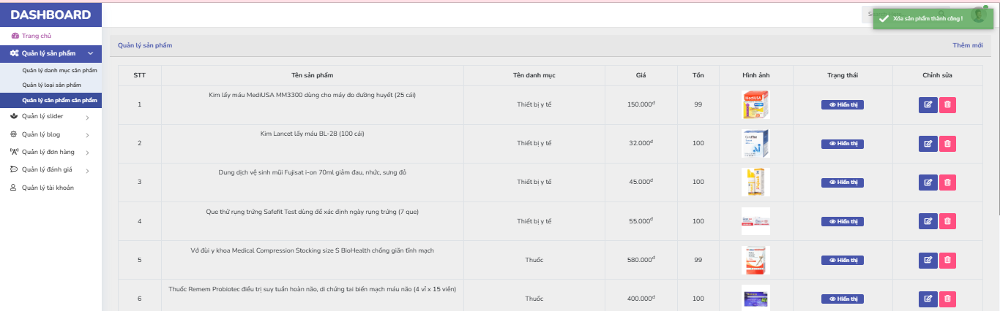 DASHBOARD
Xóa sản phẩm thành công !
Trang chủ
Quản lý sản phẩm
Quản lý danh mục sản phẩm
Quản lý loại sản phẩm
Quản lý sản phẩm sản phẩm
Quản lý slider
Quản lý blog
Quản lý đơn hàng
Quản lý đánh giá
Quản lý tài khoản
Quản lý sản phẩm
Thêm mới
STT Tên sản phẩm Tên danh mục Giá Tồn Hình ảnh Trạng thái Chỉnh sửa
1 Kim lấy máu MediUSA MM3300 dùng cho máy đo đường huyết (25 cái) Thiết bị y tế 150.000đ 99 MediUSA Hiển thị
2 Kim Lancet lấy máu BL-28 (100 cái) Thiết bị y tế 32.000đ 100 Hiển thị
3 Dung dịch vệ sinh mũi Fujisat i-on 70ml giảm đau, nhức, sưng đỏ Thiết bị y tế 45.000đ 100 Hiển thị
4 Que thử rụng trứng Safefit Test dùng để xác định ngày rụng trứng (7 que) Thiết bị y tế 55.000đ 100 Hiển thị
5 Vớ đùi y khoa Medical Compression Stocking size S BioHealth chống giãn tĩnh mạch Thuốc 580.000đ 99 Hiển thị
6 Thuốc Remem Probiotec điều trị suy tuần hoàn não, di chứng tai biến mạch máu não (4 vỉ x 15 viên) Thuốc 400.000đ 100 Hiển thị